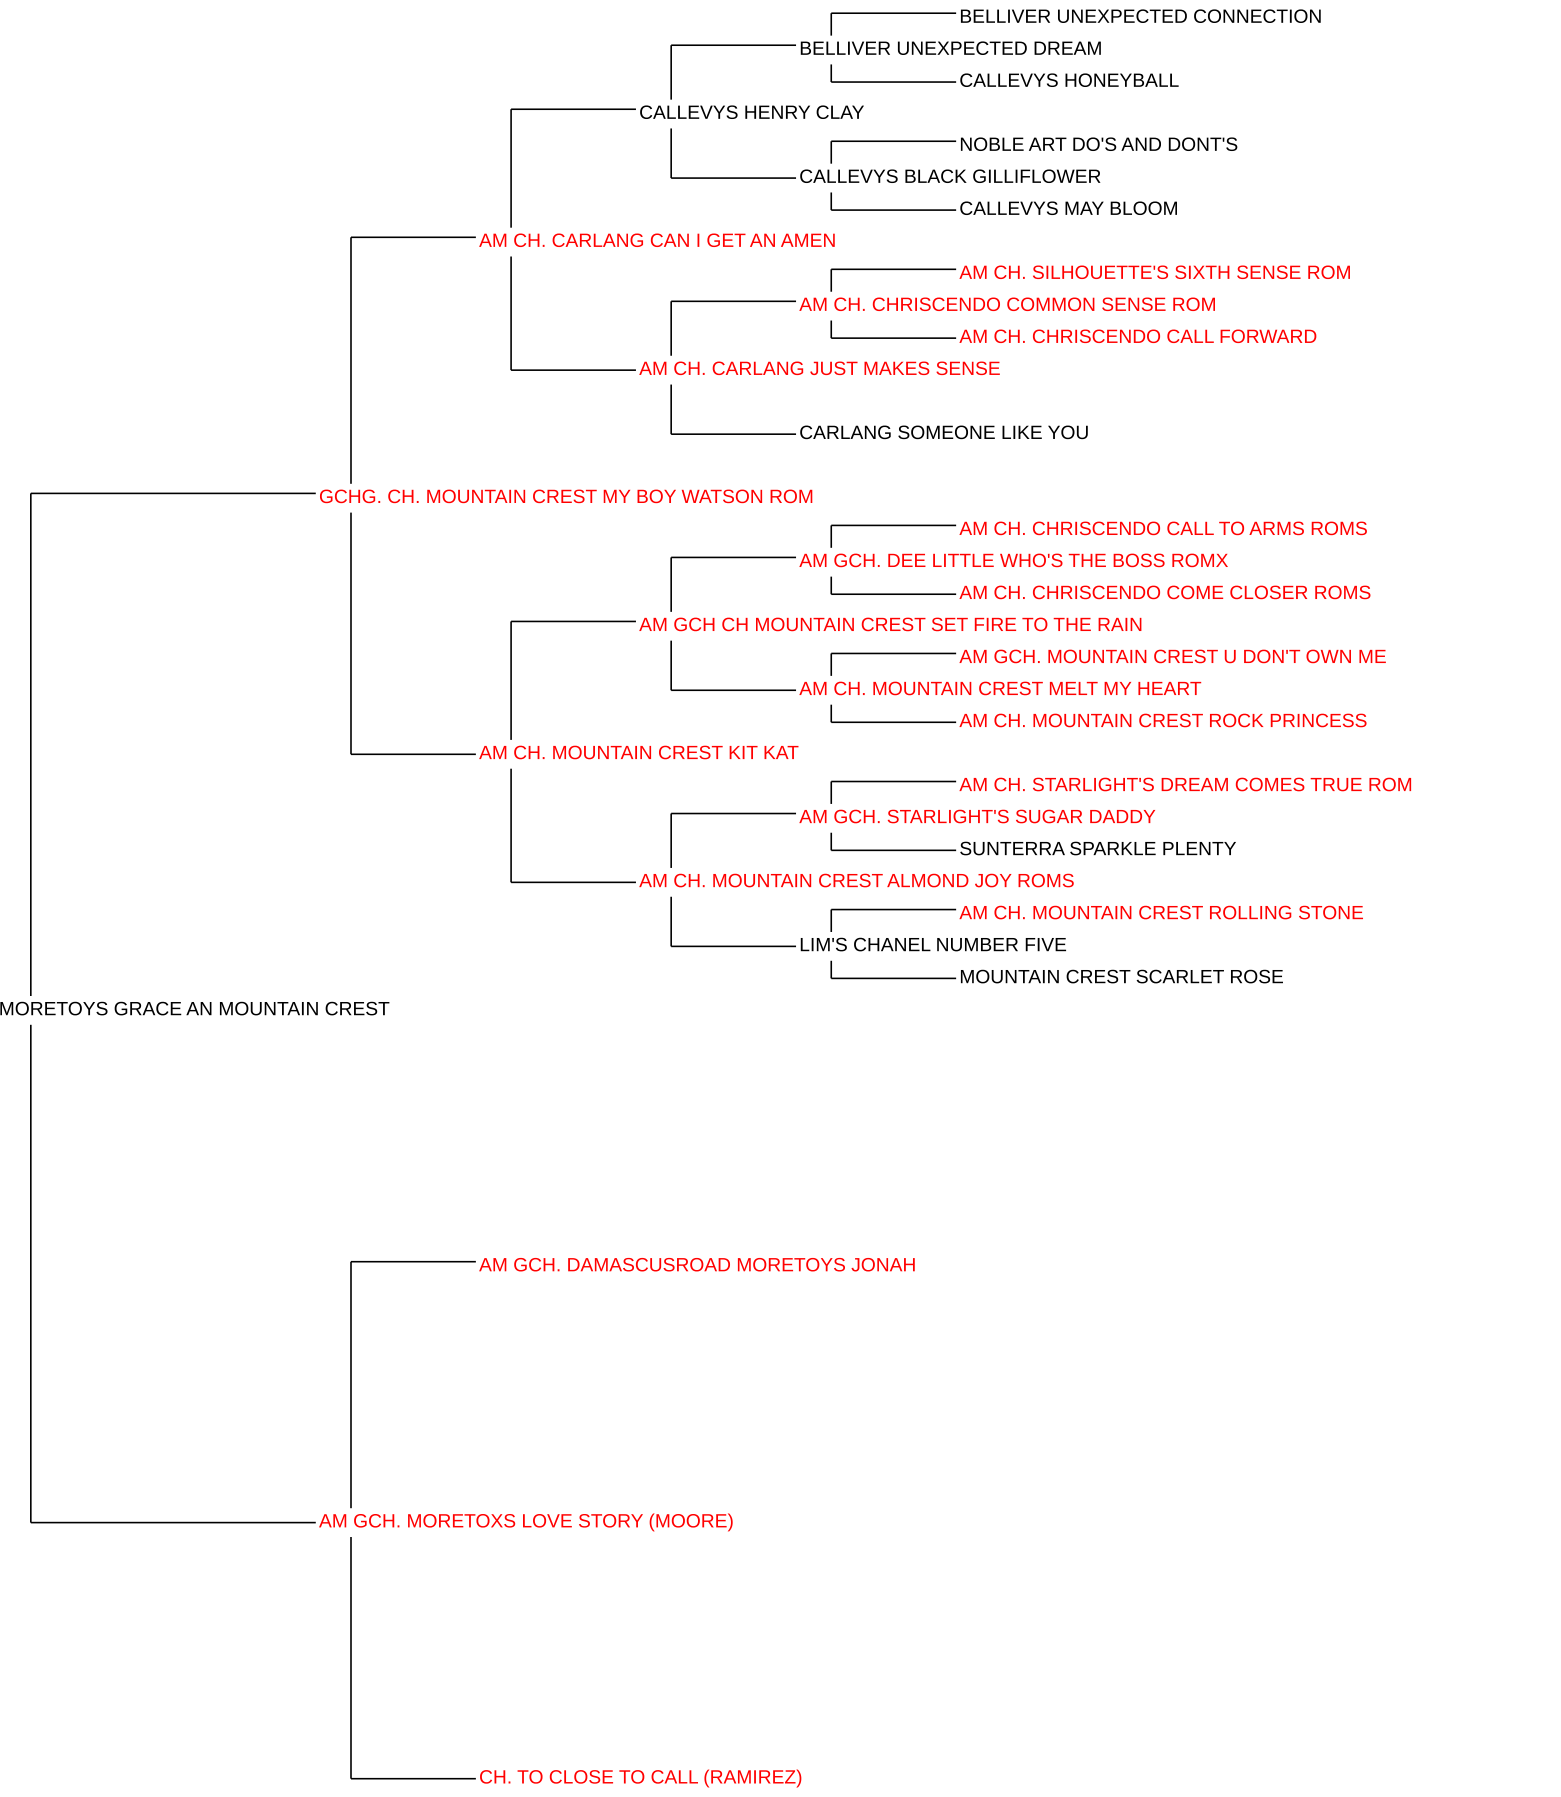 BELLIVER UNEXPECTED CONNECTION
BELLIVER UNEXPECTED DREAM
CALLEVYS HONEYBALL
CALLEVYS HENRY CLAY
NOBLE ART DO'S AND DONT'S
CALLEVYS BLACK GILLIFLOWER
CALLEVYS MAY BLOOM
AM CH. CARLANG CAN I GET AN AMEN
AM CH. SILHOUETTE'S SIXTH SENSE ROM
AM CH. CHRISCENDO COMMON SENSE ROM
AM CH. CHRISCENDO CALL FORWARD
AM CH. CARLANG JUST MAKES SENSE
CARLANG SOMEONE LIKE YOU
GCHG. CH. MOUNTAIN CREST MY BOY WATSON ROM
AM CH. CHRISCENDO CALL TO ARMS ROMS
AM GCH. DEE LITTLE WHO'S THE BOSS ROMX
AM CH. CHRISCENDO COME CLOSER ROMS
AM GCH CH MOUNTAIN CREST SET FIRE TO THE RAIN
AM GCH. MOUNTAIN CREST U DON'T OWN ME
AM CH. MOUNTAIN CREST MELT MY HEART
AM CH. MOUNTAIN CREST ROCK PRINCESS
AM CH. MOUNTAIN CREST KIT KAT
AM CH. STARLIGHT'S DREAM COMES TRUE ROM
AM GCH. STARLIGHT'S SUGAR DADDY
SUNTERRA SPARKLE PLENTY
AM CH. MOUNTAIN CREST ALMOND JOY ROMS
AM CH. MOUNTAIN CREST ROLLING STONE
LIM'S CHANEL NUMBER FIVE
MOUNTAIN CREST SCARLET ROSE
MORETOYS GRACE AN MOUNTAIN CREST
AM GCH. DAMASCUSROAD MORETOYS JONAH
AM GCH. MORETOXS LOVE STORY (MOORE)
CH. TO CLOSE TO CALL (RAMIREZ)